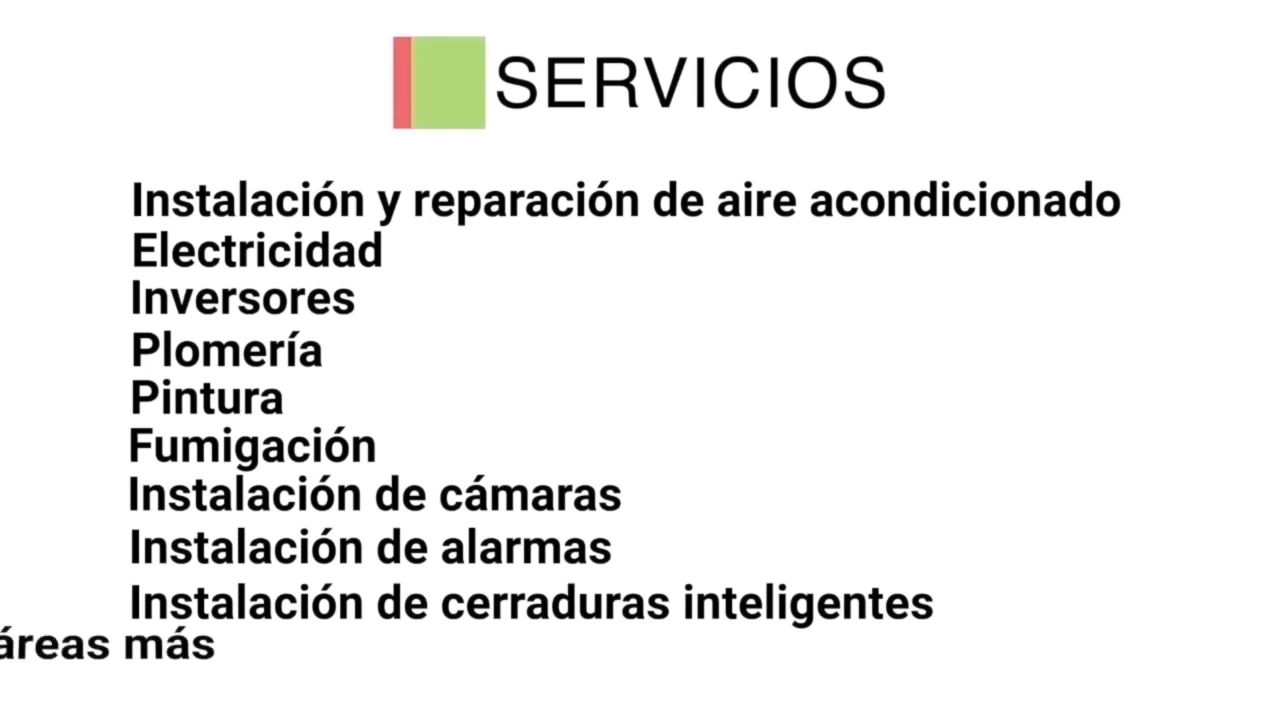 SERVICIOS
Instalación y reparación de aire acondicionado
Electricidad
Inversores
Plomería
Pintura
Fumigación
Instalación de cámaras
Instalación de alarmas
Instalación de cerraduras inteligentes
áreas más